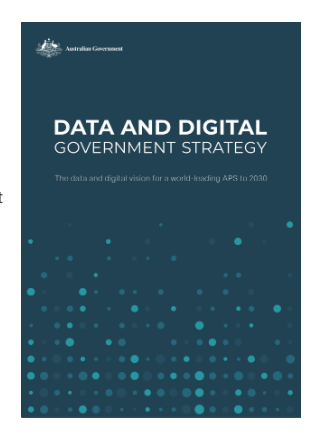 Australian Government
DATA AND DIGITAL
GOVERNMENT STRATEGY
The data and digital vision for a world-leading APS to 2030
t